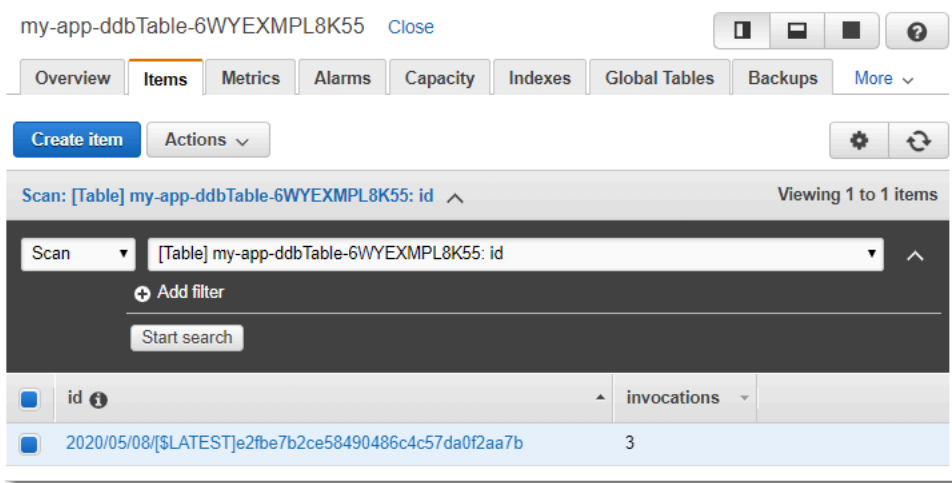 my-app-ddbTable-6WYEXMPL8K55 Close
Overview Items Metrics Alarms Capacity Indexes Global Tables Backups More
Create item Actions
Scan: [Table] my-app-ddbTable-6WYEXMPL8K55: id Viewing 1 to 1 items
Scan [Table] my-app-ddbTable-6WYEXMPL8K55: id
Add filter
Start search
id invocations
2020/05/08/[$LATEST]e2fbe7b2ce58490486c4c57da0f2aa7b 3